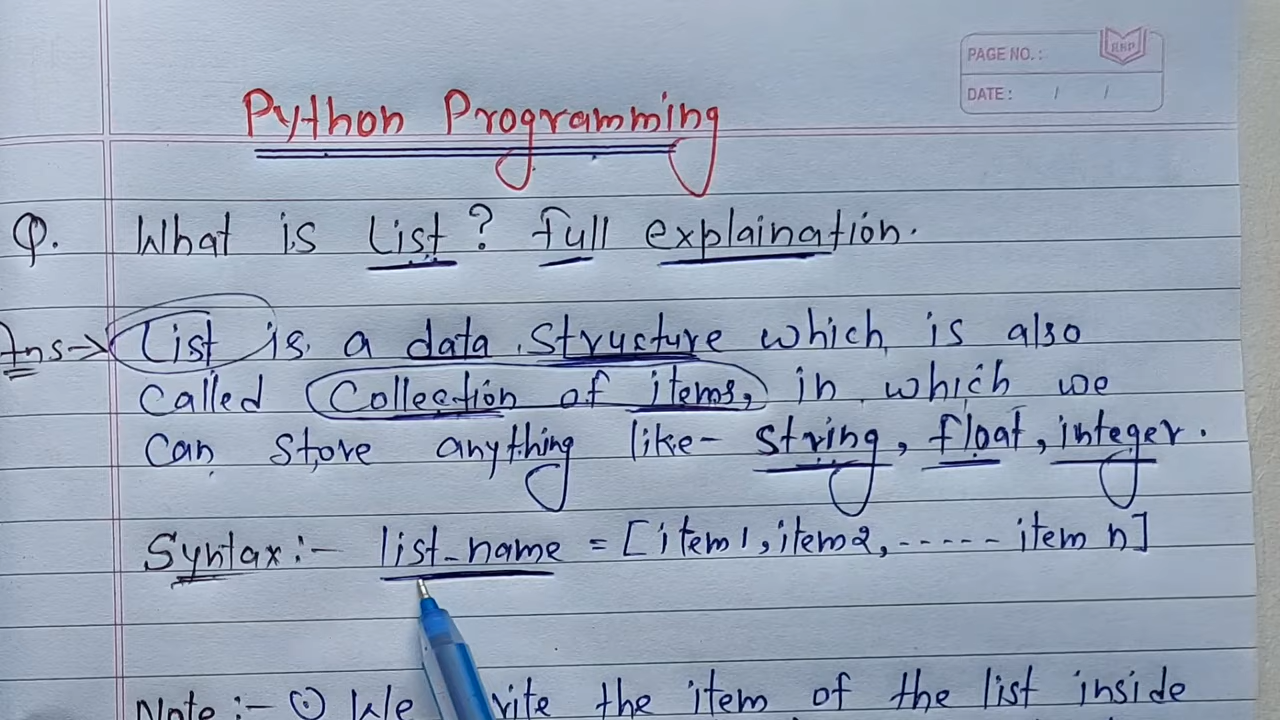 RBP
PAGE NO. :
DATE : / /
Python Programming
Q. What is List? Full explaination.
Ans→ List is a data structure which is also
called Collection of items, in which we
can store anything like- string, float, integer.
Syntax:- list_name = [item1, item2, ----- item n]
Note :- ① We write the item of the list inside